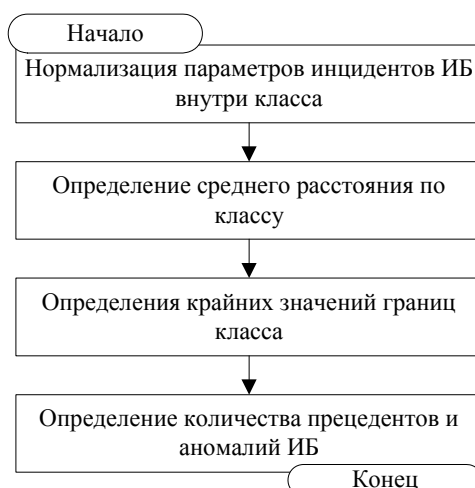 Начало
Нормализация параметров инцидентов ИБ
внутри класса
Определение среднего расстояния по
классу
Определения крайних значений границ
класса
Определение количества прецедентов и
аномалий ИБ
Конец